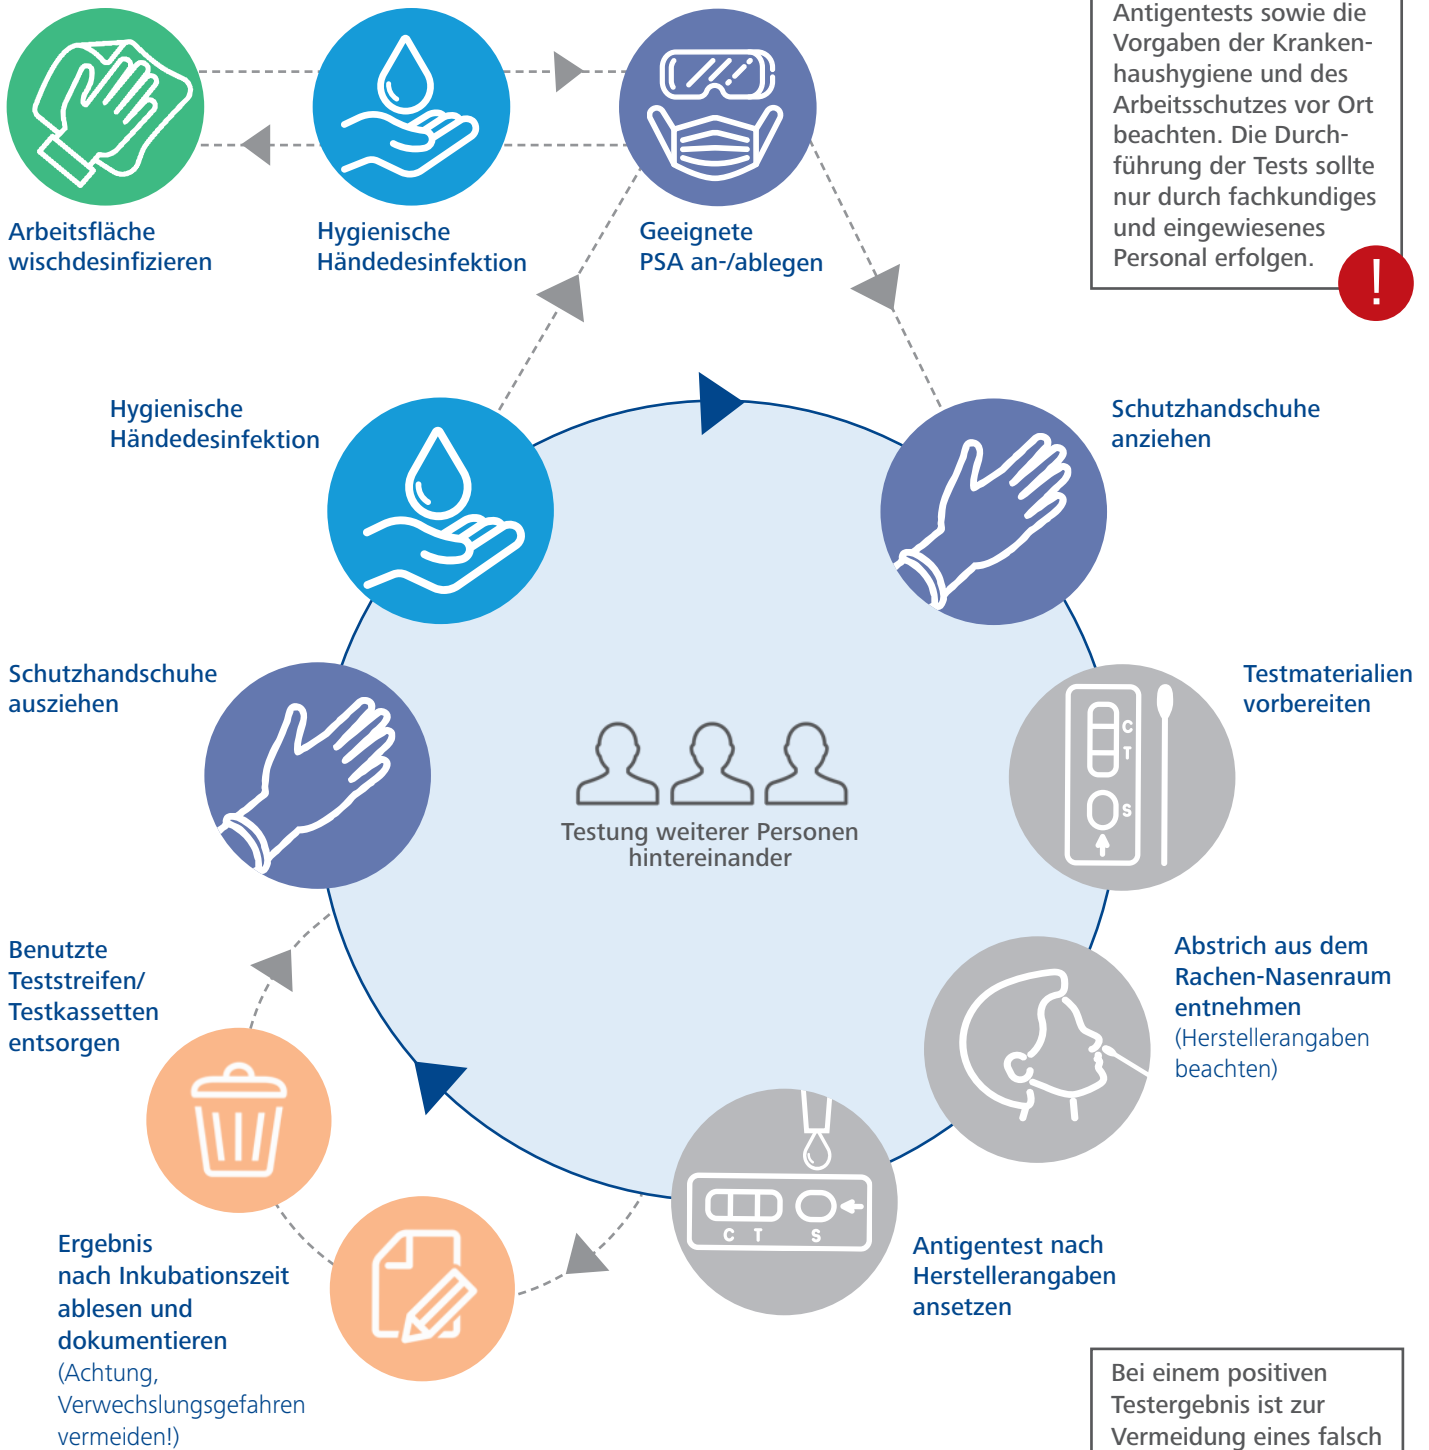 Antigentests sowie die
Vorgaben der Kranken-
haushygiene und des
Arbeitsschutzes vor Ort
beachten. Die Durch-
führung der Tests sollte
nur durch fachkundiges
und eingewiesenes
Personal erfolgen.
!
Arbeitsfläche
wischdesinfizieren
Hygienische
Händedesinfektion
Geeignete
PSA an-/ablegen
Hygienische
Händedesinfektion
Schutzhandschuhe
anziehen
Schutzhandschuhe
ausziehen
Testmaterialien
vorbereiten
C
T
S
Testung weiterer Personen
hintereinander
Benutzte
Teststreifen/
Testkassetten
entsorgen
Abstrich aus dem
Rachen-Nasenraum
entnehmen
(Herstellerangaben
beachten)
C T S
Ergebnis
nach Inkubationszeit
ablesen und
dokumentieren
(Achtung,
Verwechslungsgefahren
vermeiden!)
Antigentest nach
Herstellerangaben
ansetzen
Bei einem positiven
Testergebnis ist zur
Vermeidung eines falsch